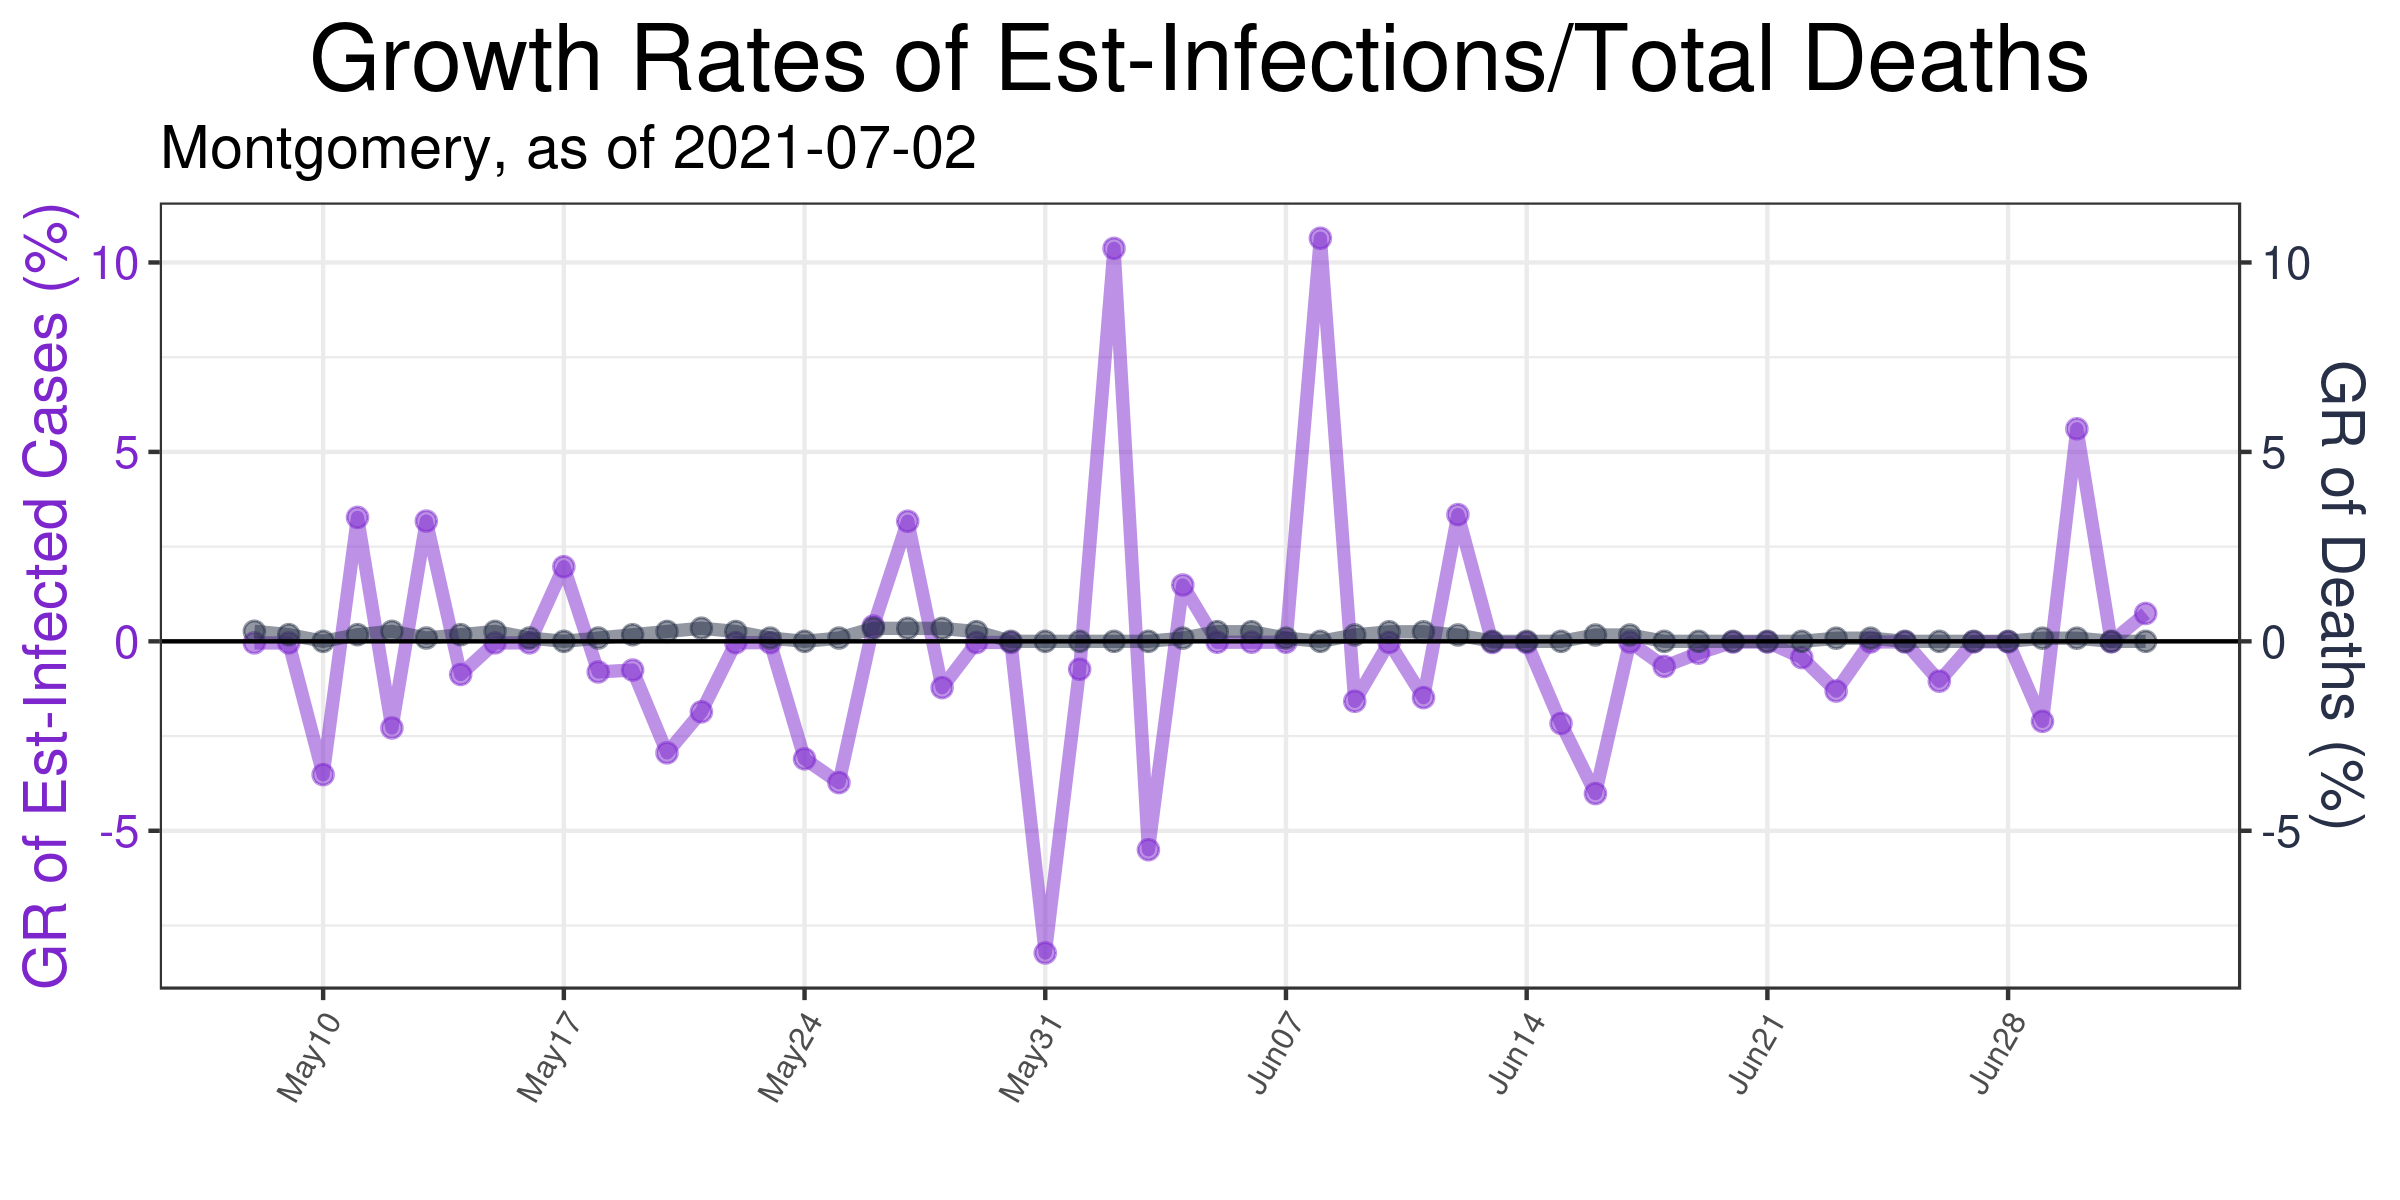 Growth Rates of Est-Infections/Total Deaths
Montgomery, as of 2021-07-02
GR of Est-Infected Cases (%)
10
5
0
-5
10
5
0
-5
GR of Deaths (%)
May10
May17
May24
May31
Jun07
Jun14
Jun21
Jun28